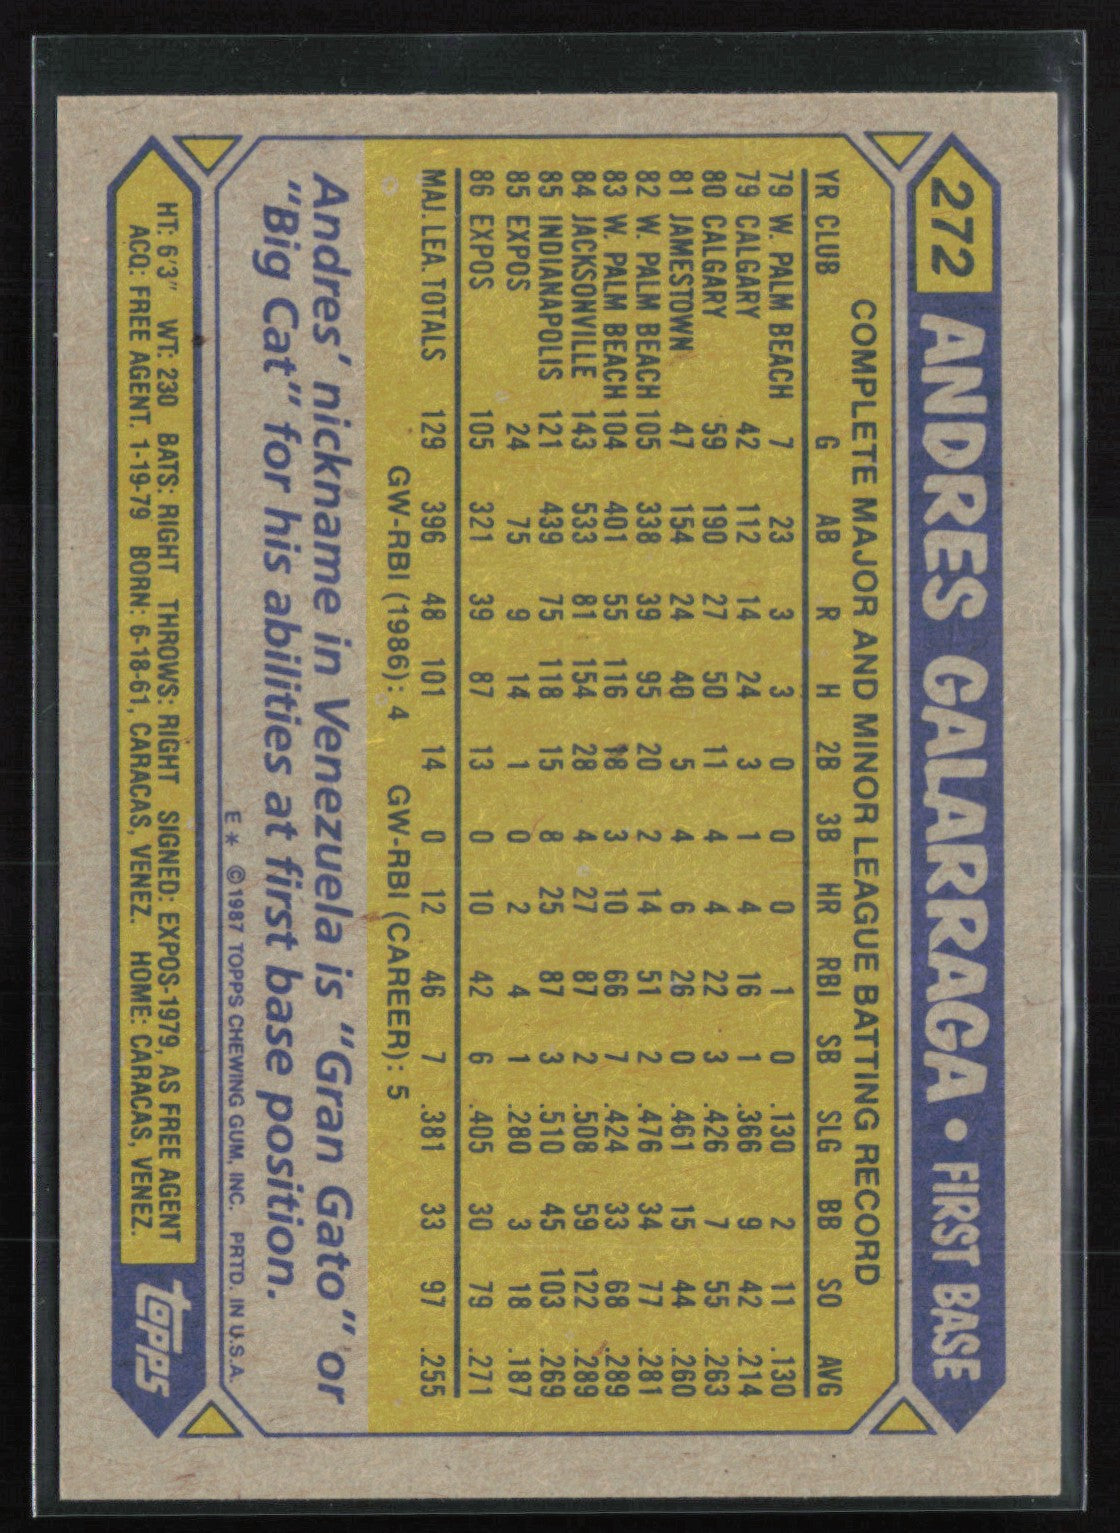 272 ANDRES GALARRAGA • FIRST BASE
COMPLETE MAJOR AND MINOR LEAGUE BATTING RECORD
YR CLUB G AB R H 2B 3B HR RBI SB SLG BB SO AVG
79 W. PALM BEACH 7 23 3 3 0 0 0 1 0 .130 2 11 .130
79 CALGARY 42 112 14 24 3 1 4 16 1 .366 9 42 .214
80 CALGARY 59 190 27 50 11 4 4 22 3 .426 7 55 .263
81 JAMESTOWN 47 154 24 40 5 4 6 26 0 .461 15 44 .260
82 W. PALM BEACH 105 338 39 95 20 2 14 51 2 .476 34 77 .281
83 W. PALM BEACH 104 401 55 116 18 3 10 66 7 .424 33 68 .289
84 JACKSONVILLE 143 533 81 154 28 4 27 87 2 .508 59 122 .289
85 INDIANAPOLIS 121 439 75 118 15 8 25 87 3 .510 45 103 .269
85 EXPOS 24 75 9 14 1 0 2 4 1 .280 3 18 .187
86 EXPOS 105 321 39 87 13 0 10 42 6 .405 30 79 .271
MAJ. LEA. TOTALS 129 396 48 101 14 0 12 46 7 .381 33 97 .255
GW-RBI (1986): 4 GW-RBI (CAREER): 5
Andres' nickname in Venezuela is "Gran Gato" or
"Big Cat" for his abilities at first base position.
E* ©1987 TOPPS CHEWING GUM, INC. PRTD. IN U.S.A.
HT: 6'3" WT: 230 BATS: RIGHT THROWS: RIGHT SIGNED: EXPOS-1979, AS FREE AGENT
ACQ: FREE AGENT, 1-19-79 BORN: 6-18-61, CARACAS, VENEZ. HOME: CARACAS, VENEZ.
topps